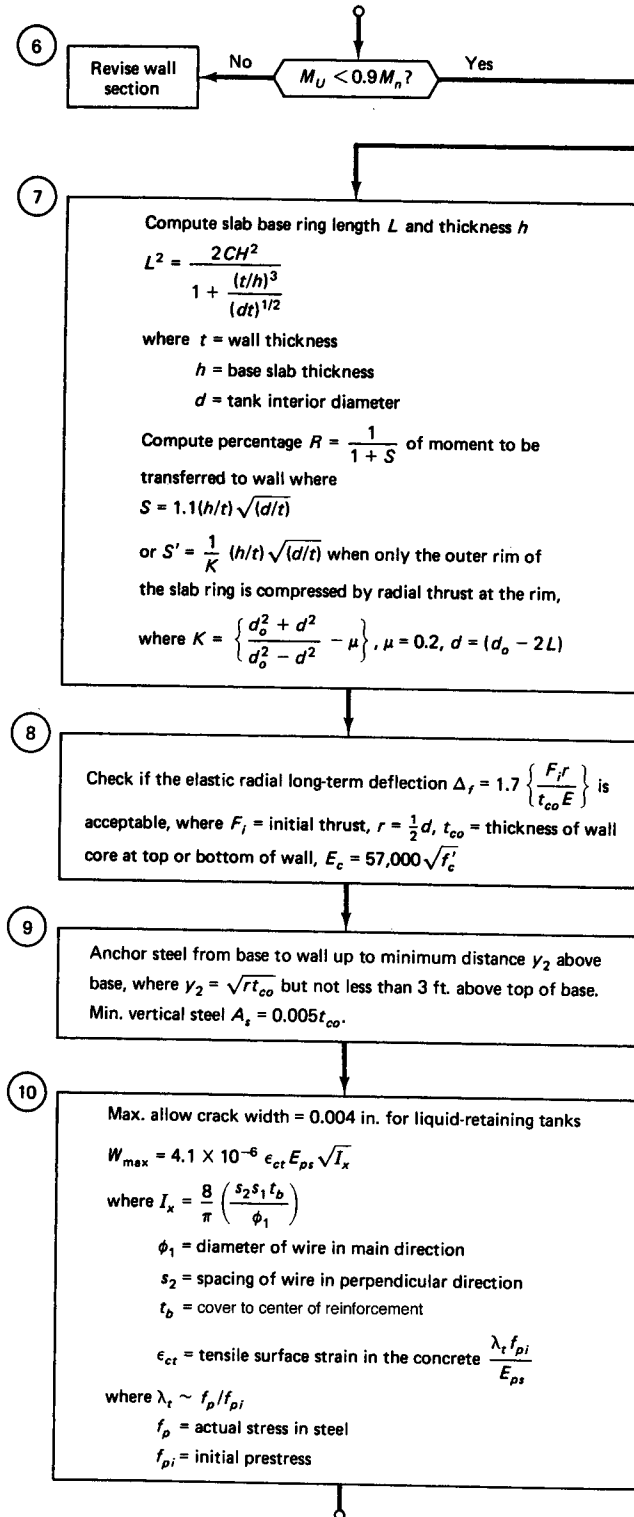 6
Revise wall
section
No
M_U < 0.9M_n?
Yes
7
Compute slab base ring length L and thickness h
L² = 2CH² / (1 + (t/h)³ / (dt)^{1/2})
where t = wall thickness
h = base slab thickness
d = tank interior diameter
Compute percentage R = 1 / (1 + S) of moment to be
transferred to wall where
S = 1.1(h/t) √(d/t)
or S′ = 1/K (h/t) √(d/t) when only the outer rim of
the slab ring is compressed by radial thrust at the rim,
where K = { (d_o² + d²) / (d_o² − d²) − μ }, μ = 0.2, d = (d_o − 2L)
8
Check if the elastic radial long-term deflection Δ_f = 1.7 { F_i r / t_co E } is
acceptable, where F_i = initial thrust, r = ½d, t_co = thickness of wall
core at top or bottom of wall, E_c = 57,000 √f′_c
9
Anchor steel from base to wall up to minimum distance y₂ above
base, where y₂ = √(rt_co) but not less than 3 ft. above top of base.
Min. vertical steel A_s = 0.005t_co.
10
Max. allow crack width = 0.004 in. for liquid-retaining tanks
W_max = 4.1 × 10⁻⁶ ϵ_ct E_ps √I_x
where I_x = 8/π (s₂s₁t_b / ϕ₁)
ϕ₁ = diameter of wire in main direction
s₂ = spacing of wire in perpendicular direction
t_b = cover to center of reinforcement
ϵ_ct = tensile surface strain in the concrete λ_t f_pi / E_ps
where λ_t ~ f_p/f_pi
f_p = actual stress in steel
f_pi = initial prestress